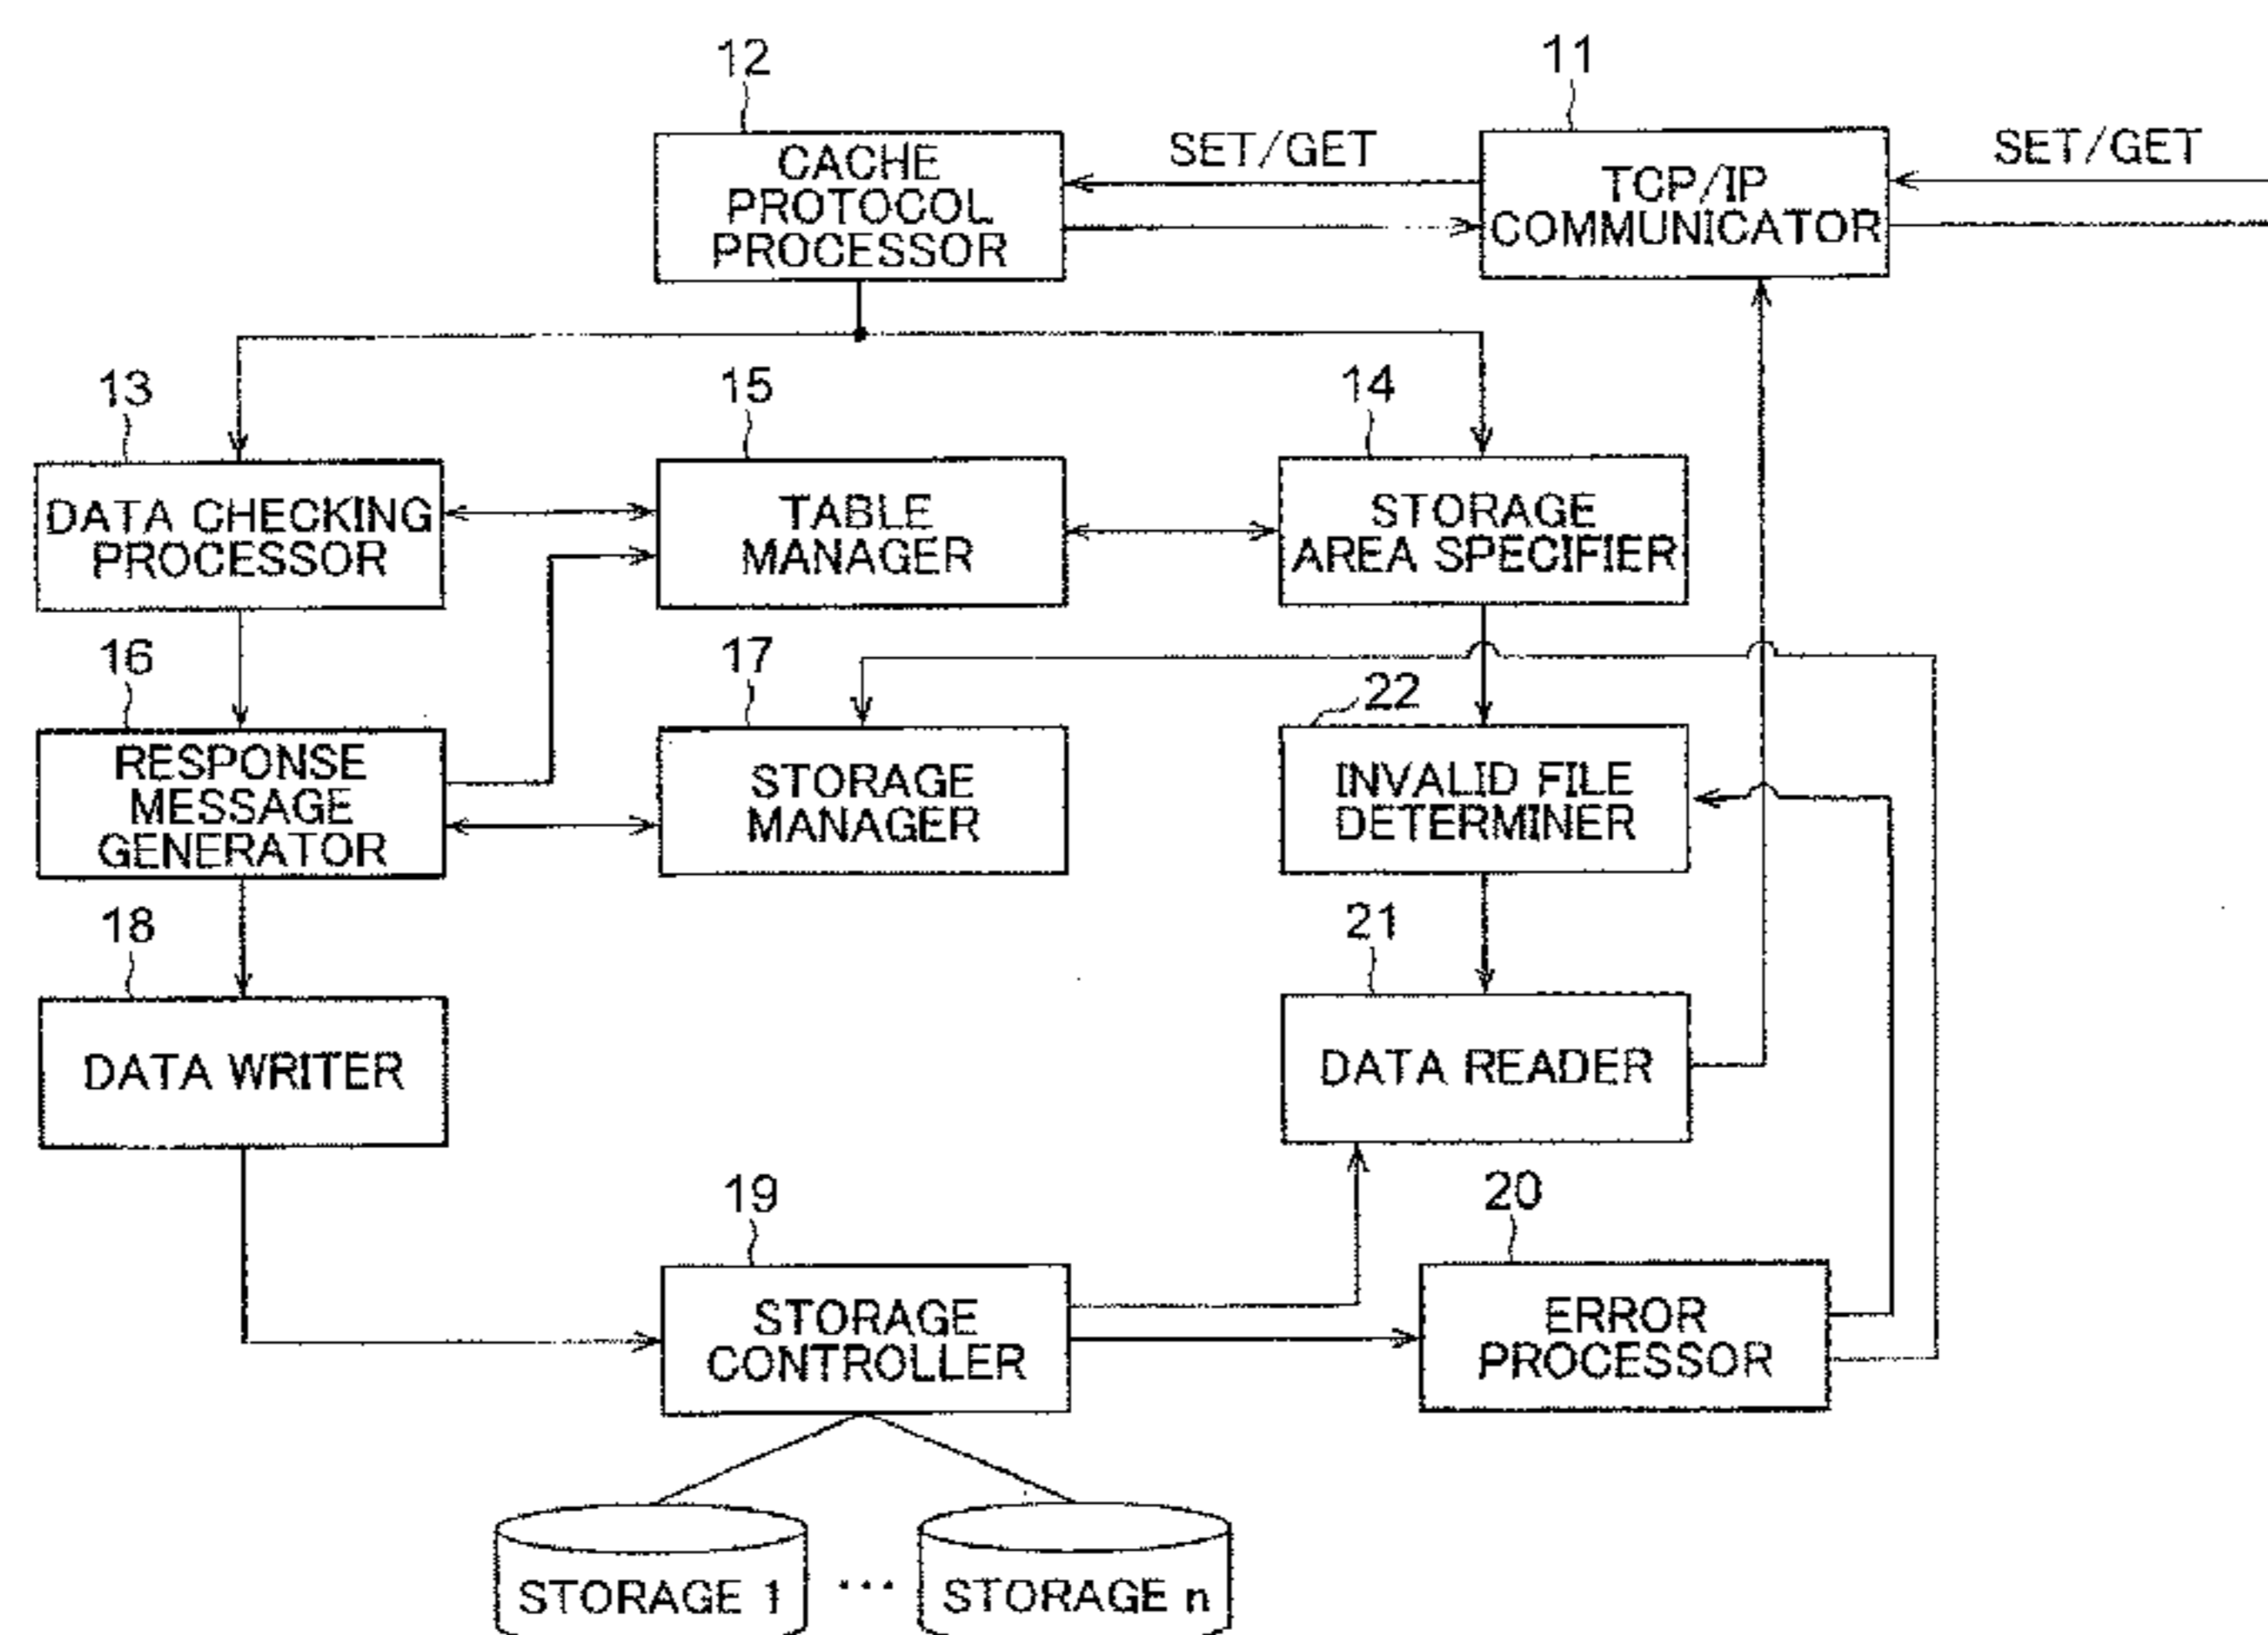 12
11
CACHE
PROTOCOL
PROCESSOR
SET/GET
TCP/IP
COMMUNICATOR
SET/GET
13
15
14
DATA CHECKING
PROCESSOR
TABLE
MANAGER
STORAGE
AREA SPECIFIER
16
17
22
RESPONSE
MESSAGE
GENERATOR
STORAGE
MANAGER
INVALID FILE
DETERMINER
18
21
DATA WRITER
DATA READER
19
20
STORAGE
CONTROLLER
ERROR
PROCESSOR
STORAGE 1
...
STORAGE n